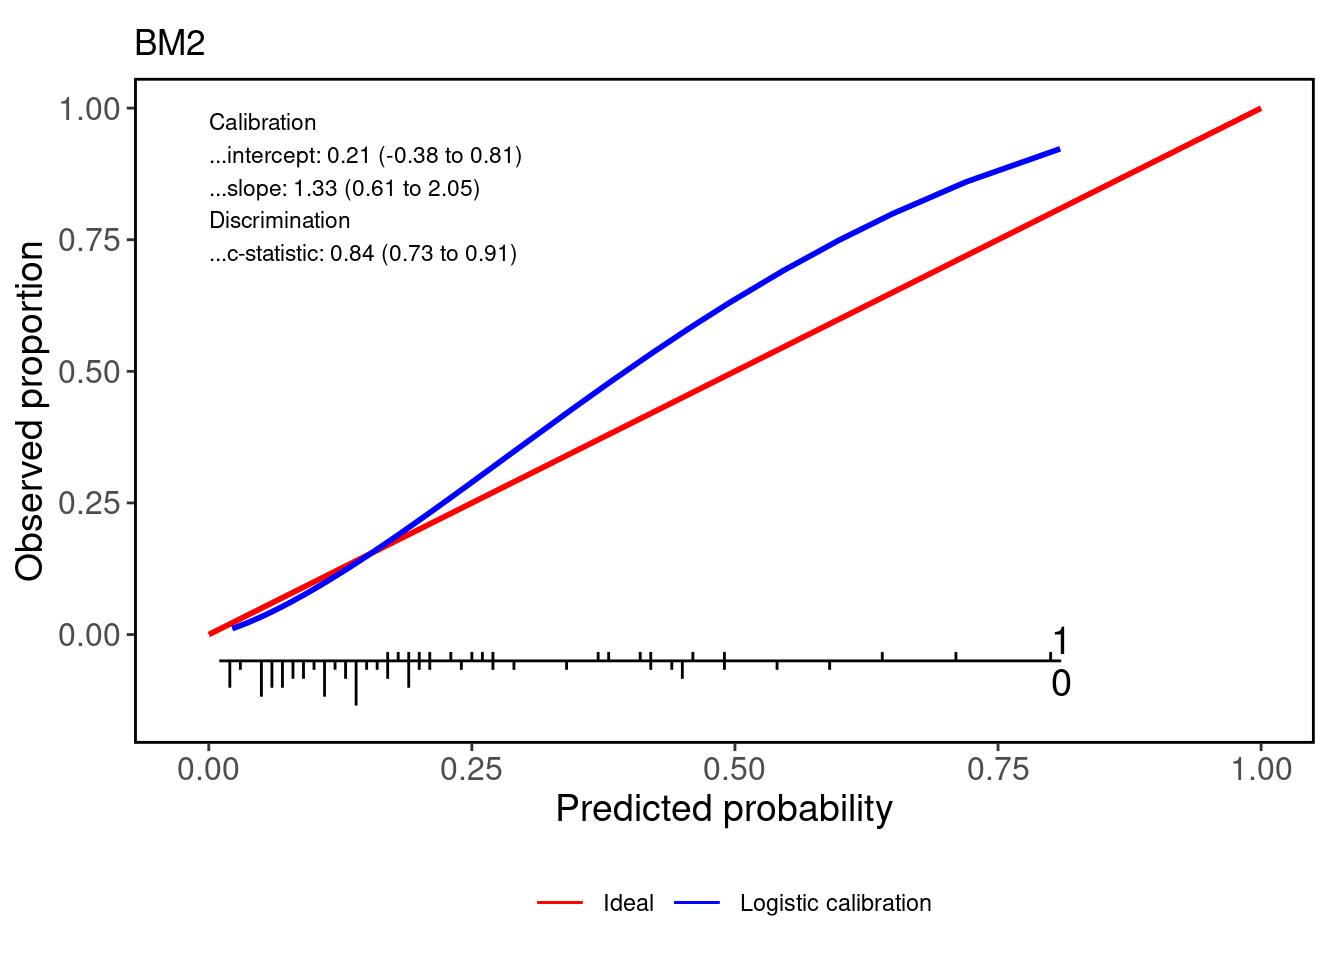 BM2
1.00
0.75
0.50
0.25
0.00
Observed proportion
Calibration
...intercept: 0.21 (-0.38 to 0.81)
...slope: 1.33 (0.61 to 2.05)
Discrimination
...c-statistic: 0.84 (0.73 to 0.91)
1
0
0.00 0.25 0.50 0.75 1.00
Predicted probability
Ideal Logistic calibration